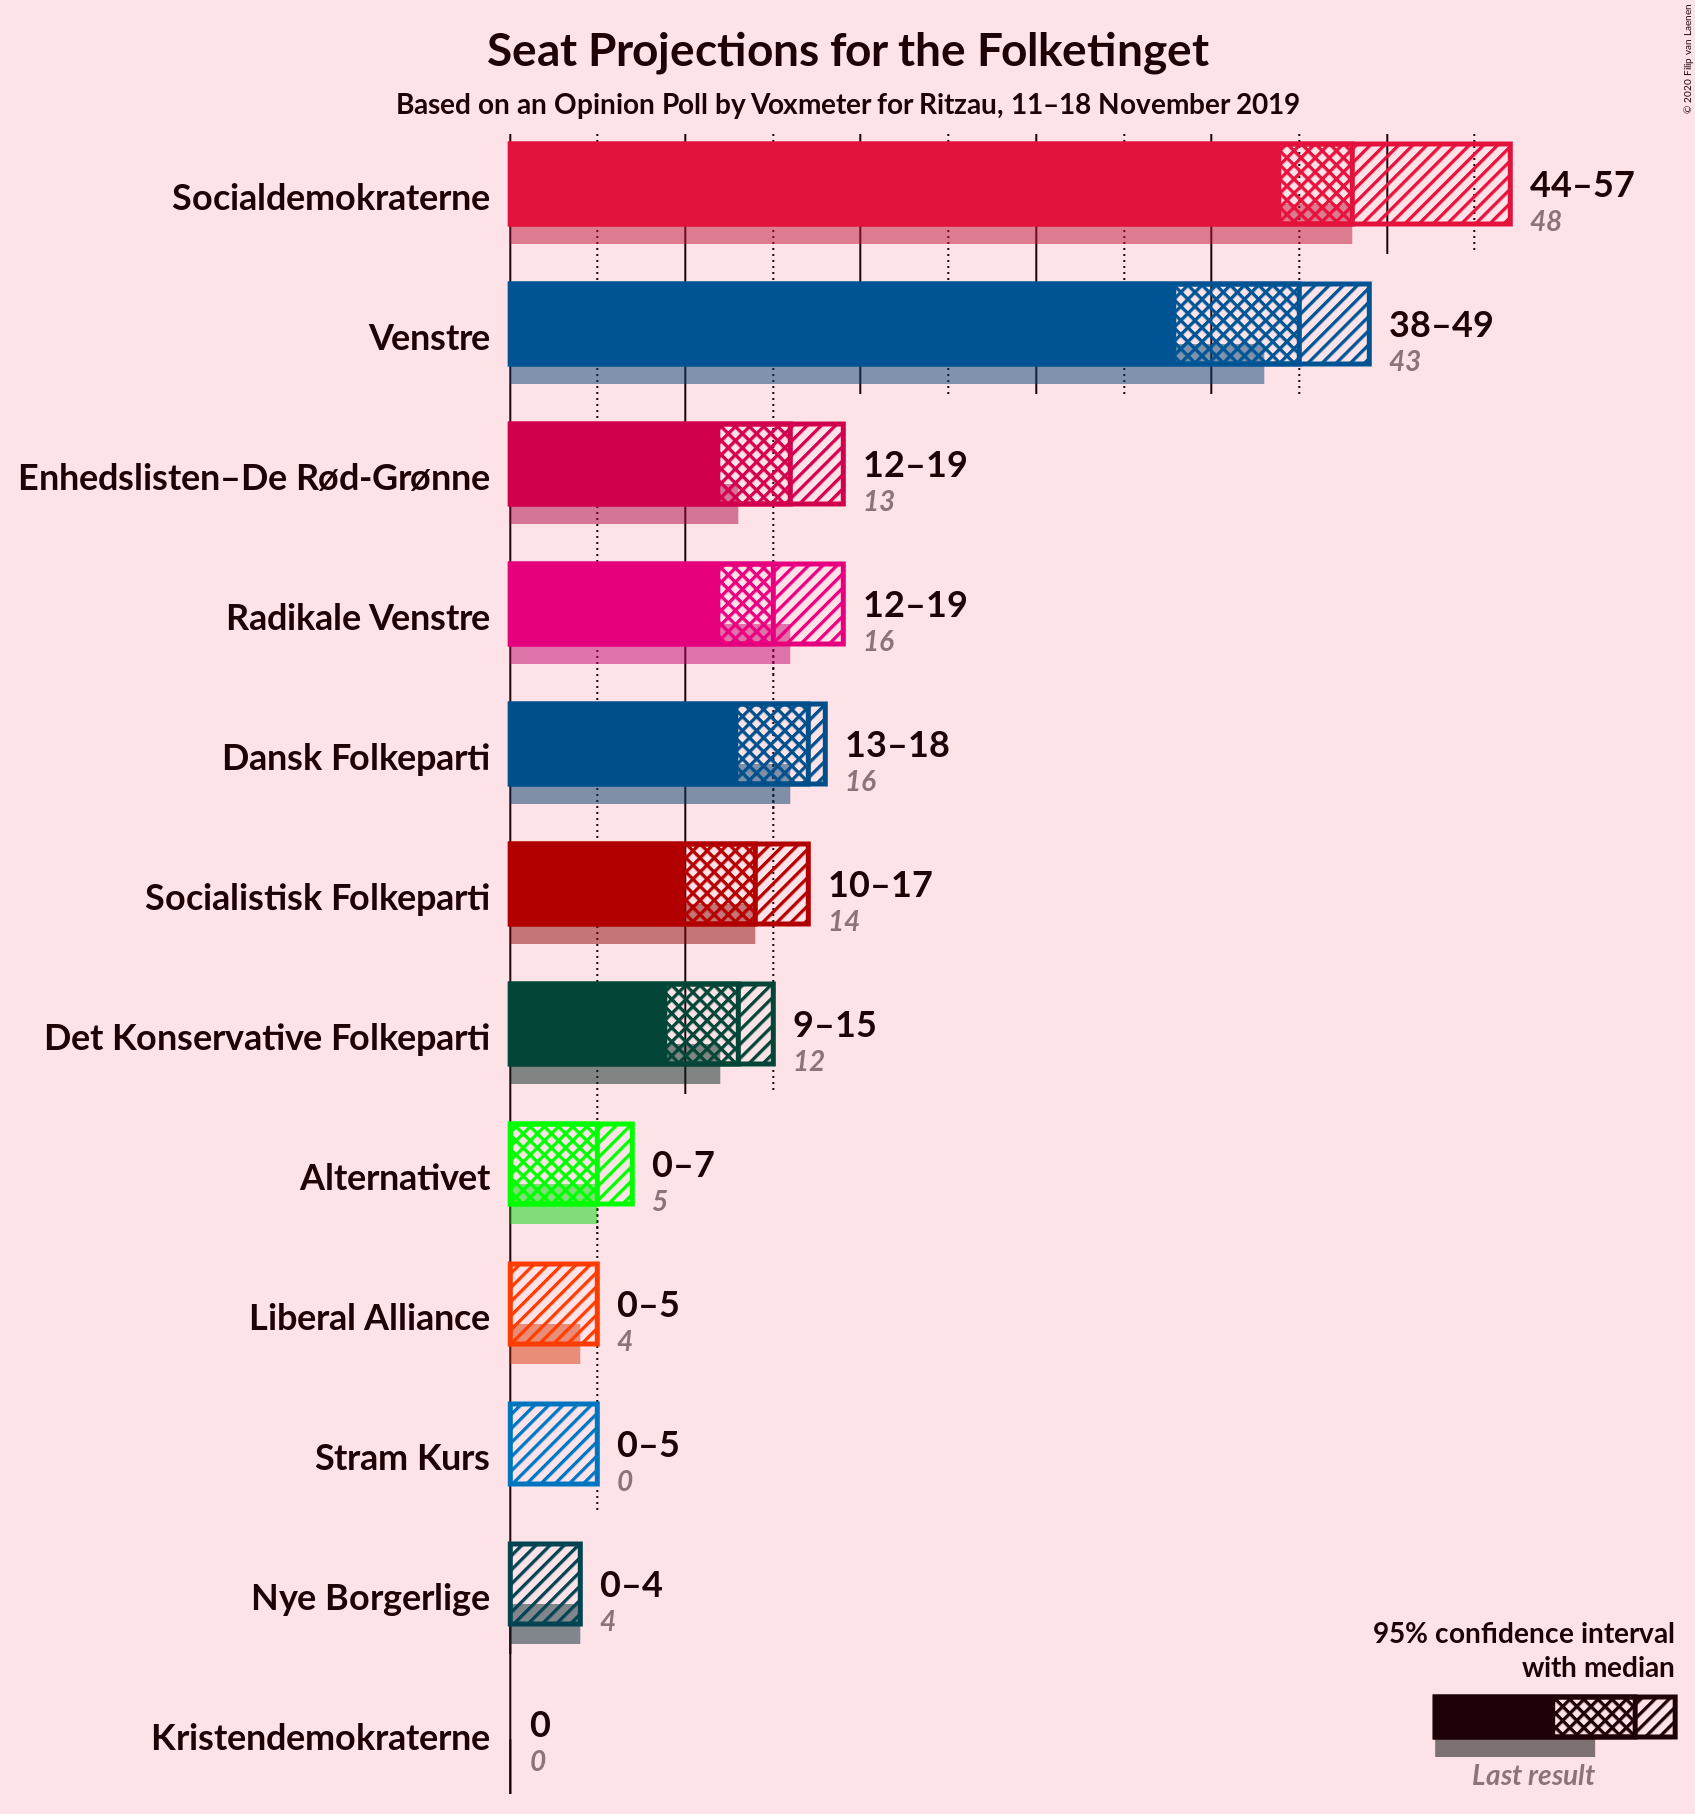 Seat Projections for the Folketinget
Based on an Opinion Poll by Voxmeter for Ritzau, 11–18 November 2019
© 2020 Filip van Laenen
Socialdemokraterne
44–57
48
Venstre
38–49
43
Enhedslisten–De Rød-Grønne
12–19
13
Radikale Venstre
12–19
16
Dansk Folkeparti
13–18
16
Socialistisk Folkeparti
10–17
14
Det Konservative Folkeparti
9–15
12
Alternativet
0–7
5
Liberal Alliance
0–5
4
Stram Kurs
0–5
0
Nye Borgerlige
0–4
4
Kristendemokraterne
0
0
95% confidence interval
with median
Last result